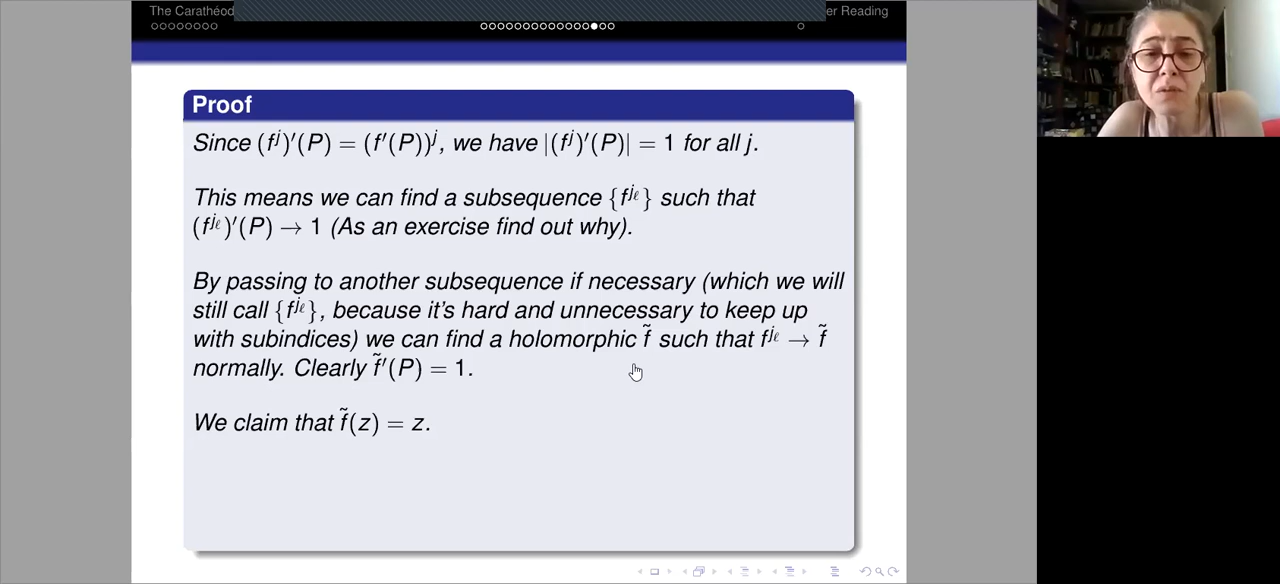 The Carathéod
er Reading
Proof
Since (fʲ)′(P) = (f′(P))ʲ, we have |(fʲ)′(P)| = 1 for all j.
This means we can find a subsequence {f^{j_ℓ}} such that
(f^{j_ℓ})′(P) → 1 (As an exercise find out why).
By passing to another subsequence if necessary (which we will
still call {f^{j_ℓ}}, because it's hard and unnecessary to keep up
with subindices) we can find a holomorphic f̃ such that f^{j_ℓ} → f̃
normally. Clearly f̃′(P) = 1.
We claim that f̃(z) = z.